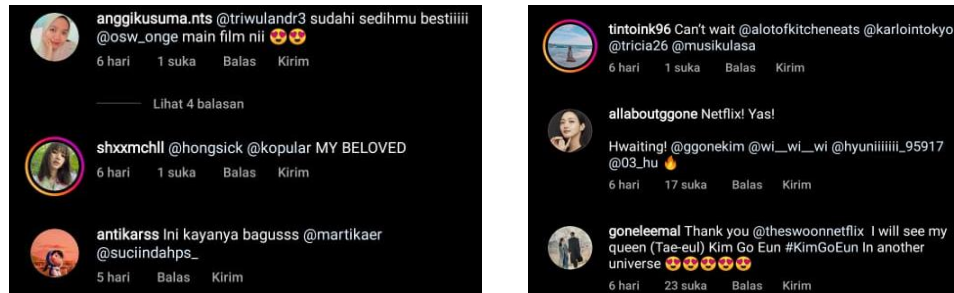 anggikusuma.nts @triwulandr3 sudahi sedihmu bestiiiii
@osw_onge main film nii 😍😍
6 hari 1 suka Balas Kirim
Lihat 4 balasan
shxxmchll @hongsick @kopular MY BELOVED
6 hari 1 suka Balas Kirim
antikarss Ini kayanya bagusss @martikaer
@suciindahps_
5 hari Balas Kirim
tintoink96 Can't wait @alotofkitcheneats @karlointokyo
@tricia26 @musikulasa
6 hari 1 suka Balas Kirim
allaboutggone Netflix! Yas!
Hwaiting! @ggonekim @wi__wi__wi @hyuniiiiiii_95917
@03_hu 🔥
6 hari 17 suka Balas Kirim
goneleemal Thank you @theswoonnetflix I will see my
queen (Tae-eul) Kim Go Eun #KimGoEun In another
universe 😍😍😍😍😍
6 hari 23 suka Balas Kirim